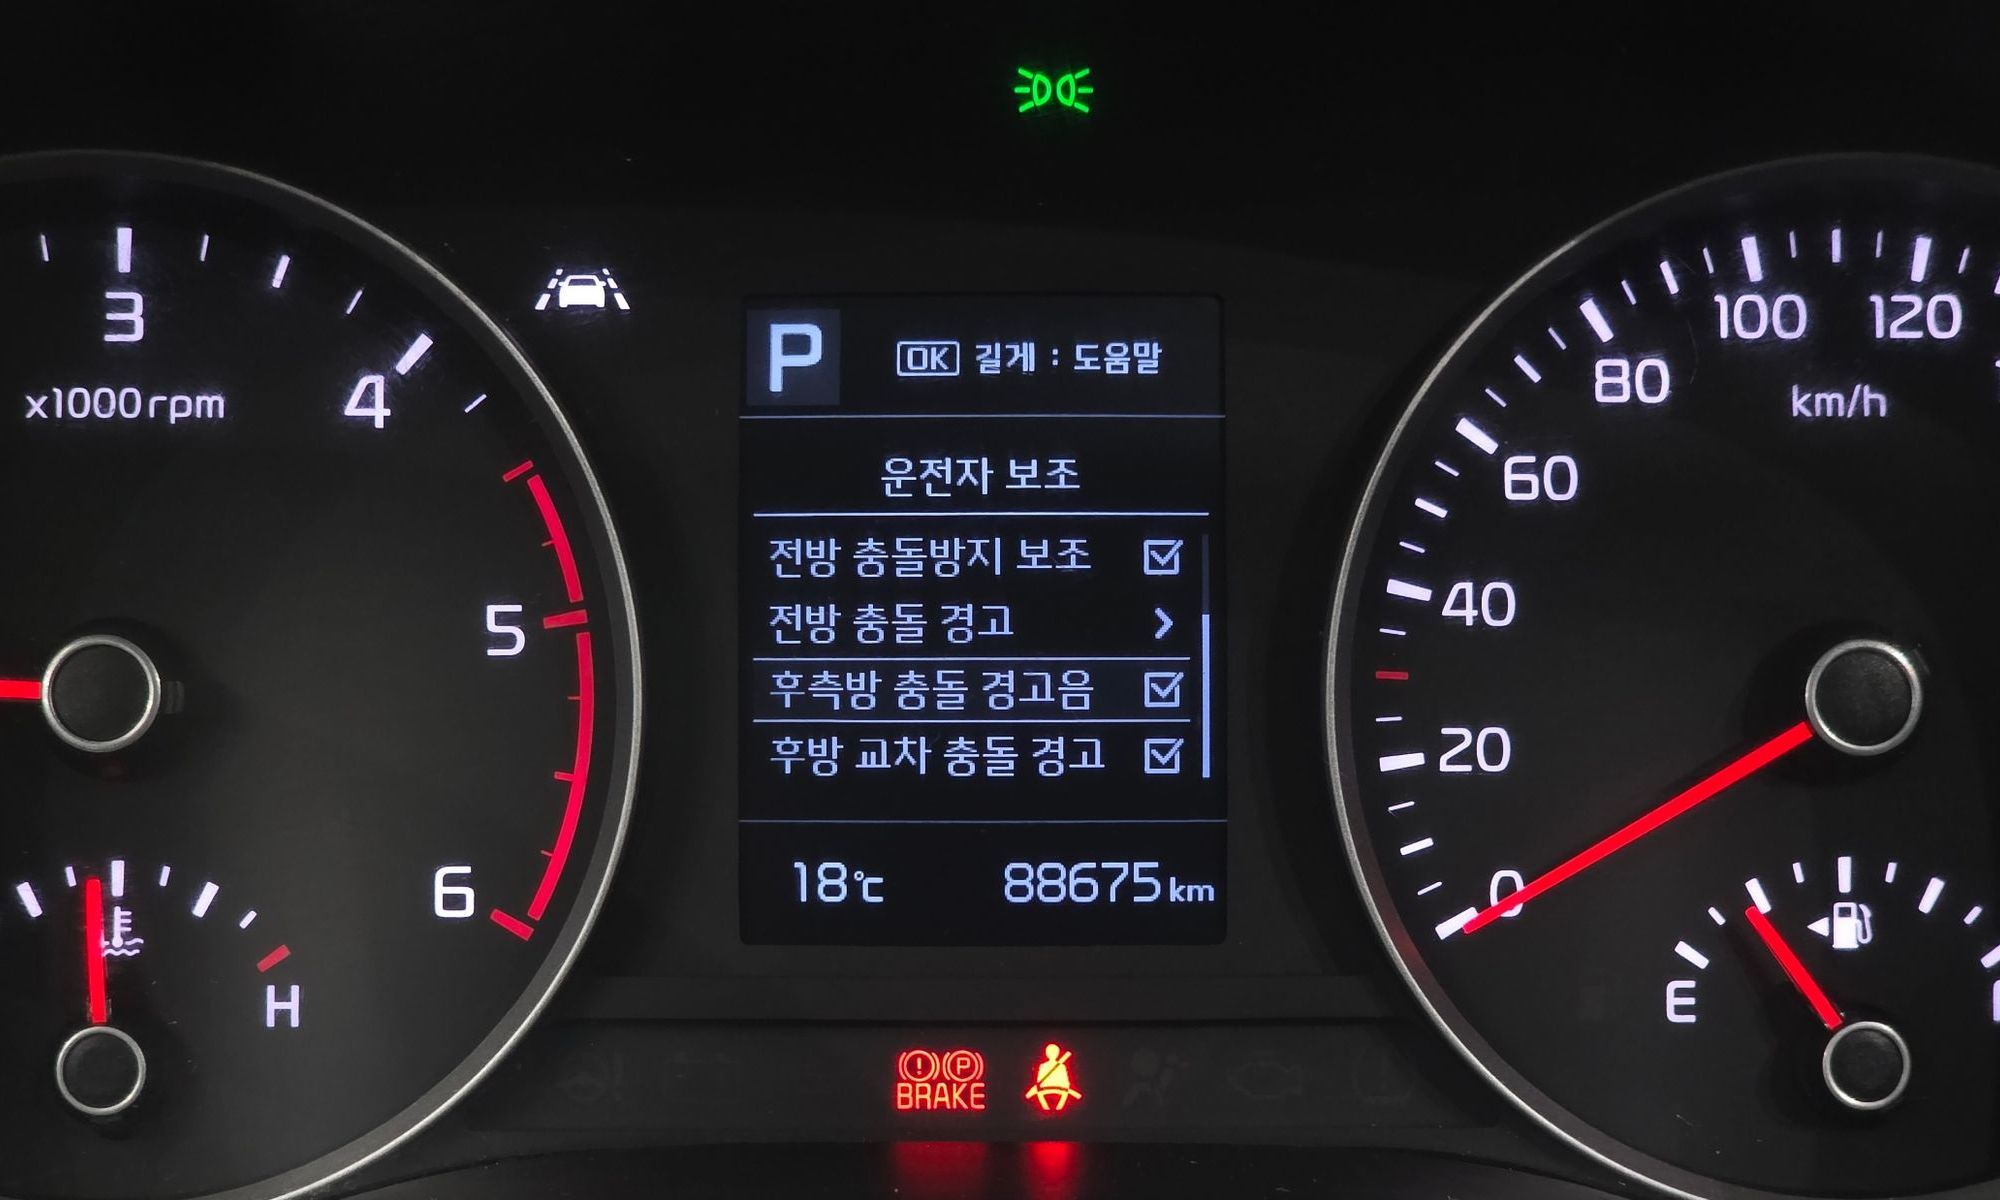 3
x1000rpm
4
5
6
H
P
OK 길게 : 도움말
운전자 보조
전방 충돌방지 보조
전방 충돌 경고
후측방 충돌 경고음
후방 교차 충돌 경고
18℃ 88675 km
(!) (P)
BRAKE
100 120
80
km/h
60
40
20
0
E